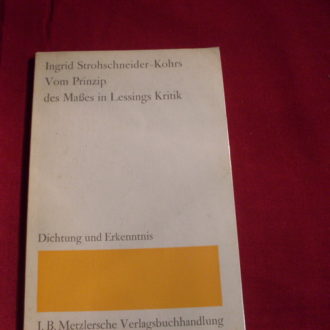 Ingrid Strohschneider-Kohrs
Vom Prinzip
des Maßes in Lessings Kritik
Dichtung und Erkenntnis
J. B. Metzlersche Verlagsbuchhandlung